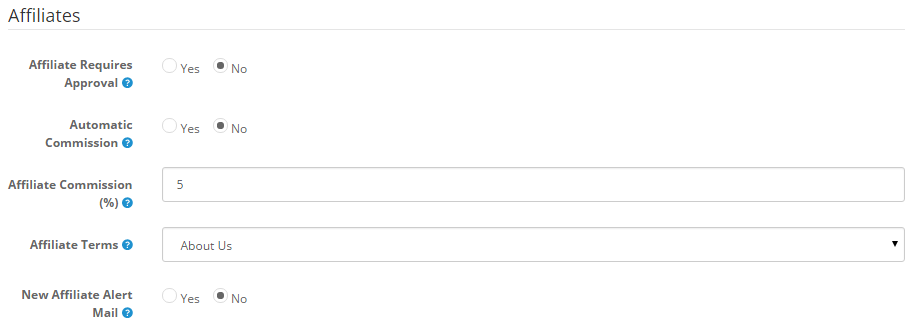 Affiliates
Affiliate Requires
Approval ?
Yes No
Automatic
Commission ?
Yes No
Affiliate Commission
(%) ?
5
Affiliate Terms ?
About Us
New Affiliate Alert
Mail ?
Yes No